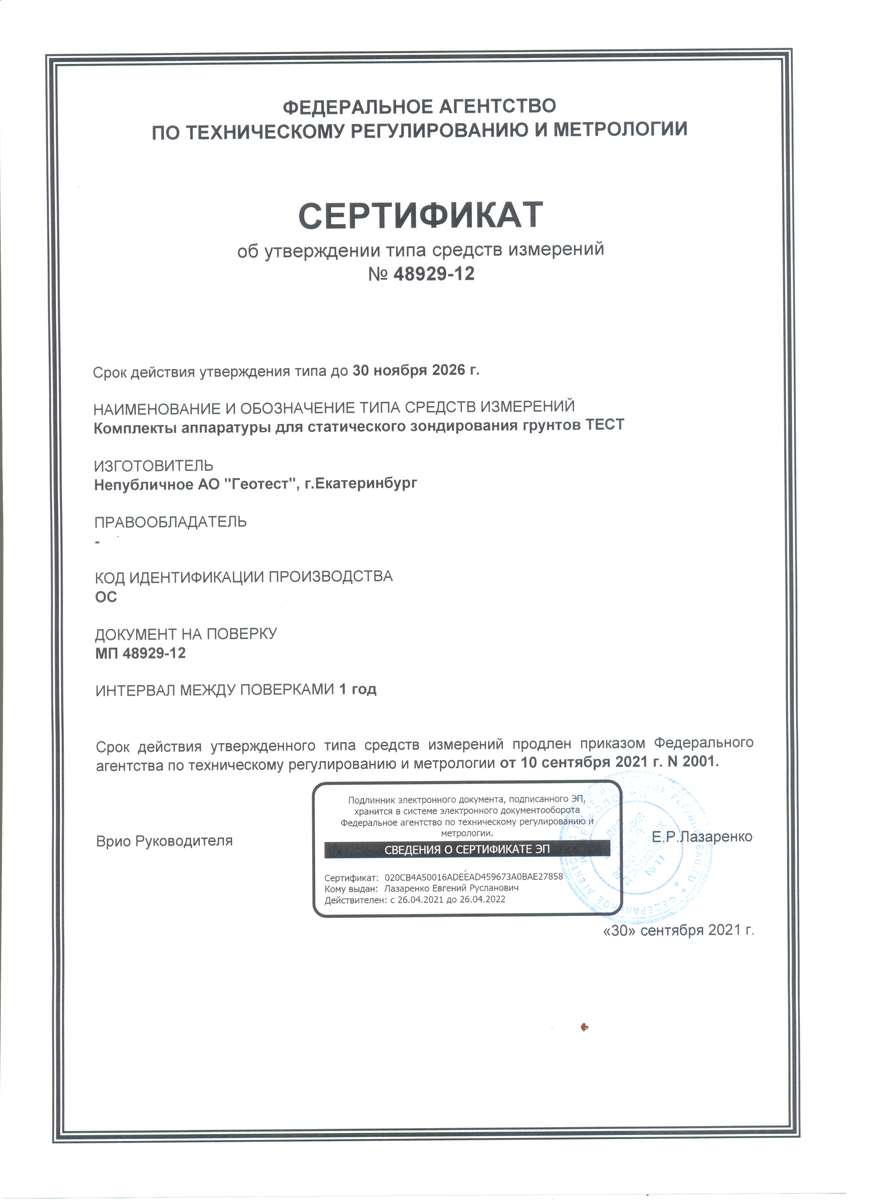 ФЕДЕРАЛЬНОЕ АГЕНТСТВО
ПО ТЕХНИЧЕСКОМУ РЕГУЛИРОВАНИЮ И МЕТРОЛОГИИ
СЕРТИФИКАТ
об утверждении типа средств измерений
№ 48929-12
Срок действия утверждения типа до 30 ноября 2026 г.
НАИМЕНОВАНИЕ И ОБОЗНАЧЕНИЕ ТИПА СРЕДСТВ ИЗМЕРЕНИЙ
Комплекты аппаратуры для статического зондирования грунтов ТЕСТ
ИЗГОТОВИТЕЛЬ
Непубличное АО "Геотест", г.Екатеринбург
ПРАВООБЛАДАТЕЛЬ
-
КОД ИДЕНТИФИКАЦИИ ПРОИЗВОДСТВА
ОС
ДОКУМЕНТ НА ПОВЕРКУ
МП 48929-12
ИНТЕРВАЛ МЕЖДУ ПОВЕРКАМИ 1 год
Срок действия утвержденного типа средств измерений продлен приказом Федерального
агентства по техническому регулированию и метрологии от 10 сентября 2021 г. N 2001.
Подлинник электронного документа, подписанного ЭП,
хранится в системе электронного документооборота
Федеральное агентство по техническому регулированию и
метрологии.
СВЕДЕНИЯ О СЕРТИФИКАТЕ ЭП
Сертификат: 020CB4A50016ADEEAD459673A0BAE27858
Кому выдан: Лазаренко Евгений Русланович
Действителен: с 26.04.2021 до 26.04.2022
Врио Руководителя
Е.Р.Лазаренко
«30» сентября 2021 г.